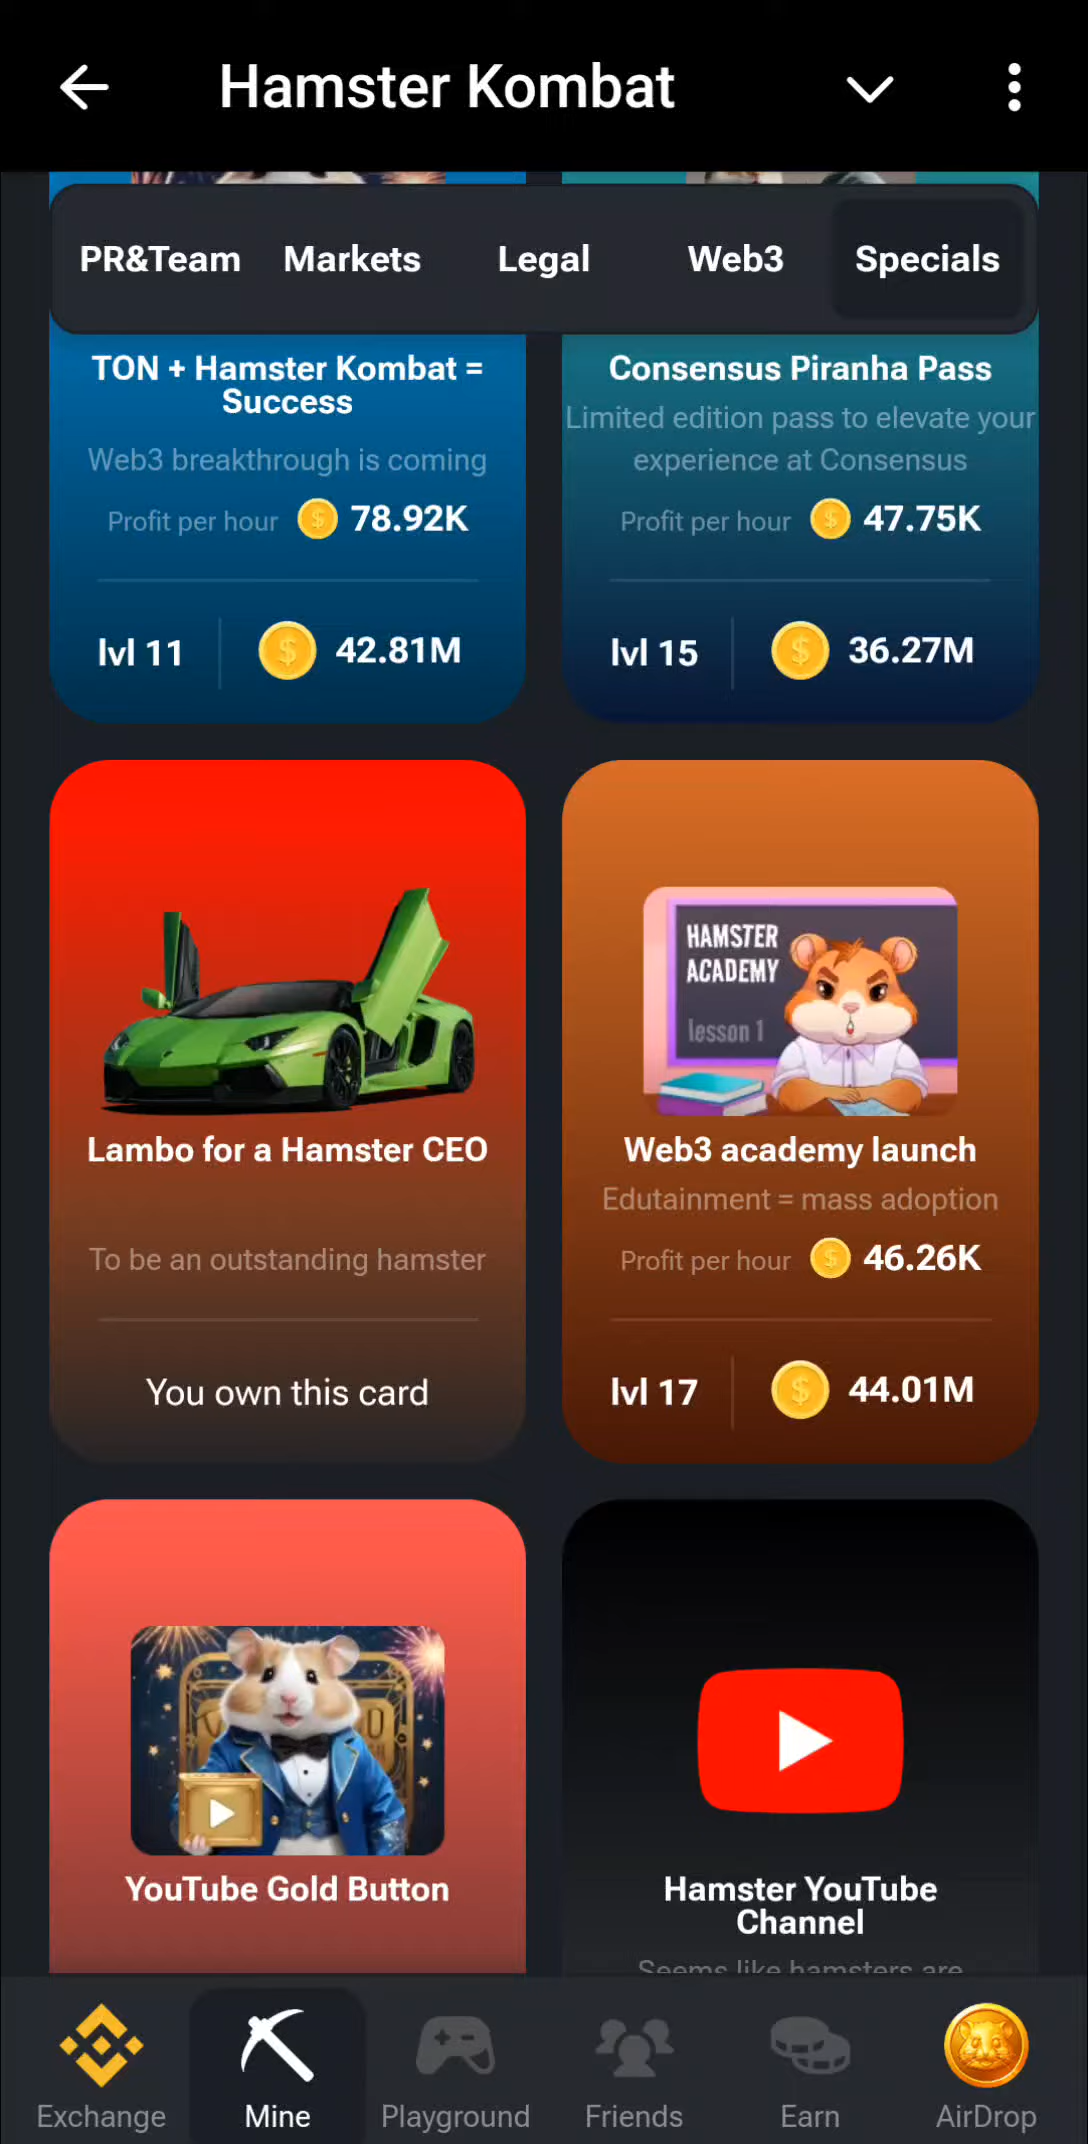 Hamster Kombat
PR&Team
Markets
Legal
Web3
Specials
TON + Hamster Kombat =
Success
Web3 breakthrough is coming
Profit per hour
78.92K
lvl 11
42.81M
Consensus Piranha Pass
Limited edition pass to elevate your
experience at Consensus
Profit per hour
47.75K
lvl 15
36.27M
Lambo for a Hamster CEO
To be an outstanding hamster
You own this card
HAMSTER
ACADEMY
lesson 1
Web3 academy launch
Edutainment = mass adoption
Profit per hour
46.26K
lvl 17
44.01M
YouTube Gold Button
Hamster YouTube
Channel
Seems like hamsters are
Exchange
Mine
Playground
Friends
Earn
AirDrop